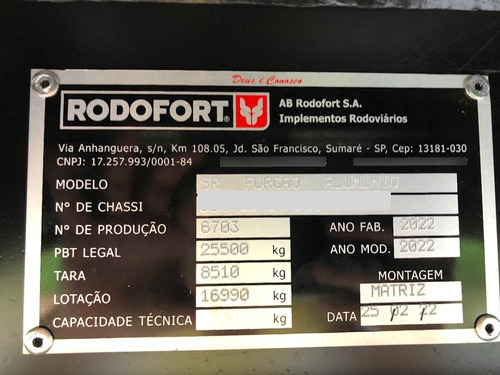 Deus é Conosco
RODOFORT®
AB Rodofort S.A.
Implementos Rodoviários
Via Anhanguera, s/n, Km 108.05, Jd. São Francisco, Sumaré - SP, Cep: 13181-030
CNPJ: 17.257.993/0001-84
MODELO SR FURGAO ALUMINIO
N° DE CHASSI
N° DE PRODUÇÃO 6703 ANO FAB. 2022
PBT LEGAL 25500 kg ANO MOD. 2022
TARA 8510 kg MONTAGEM
LOTAÇÃO 16990 kg MATRIZ
CAPACIDADE TÉCNICA kg DATA 25/02/22